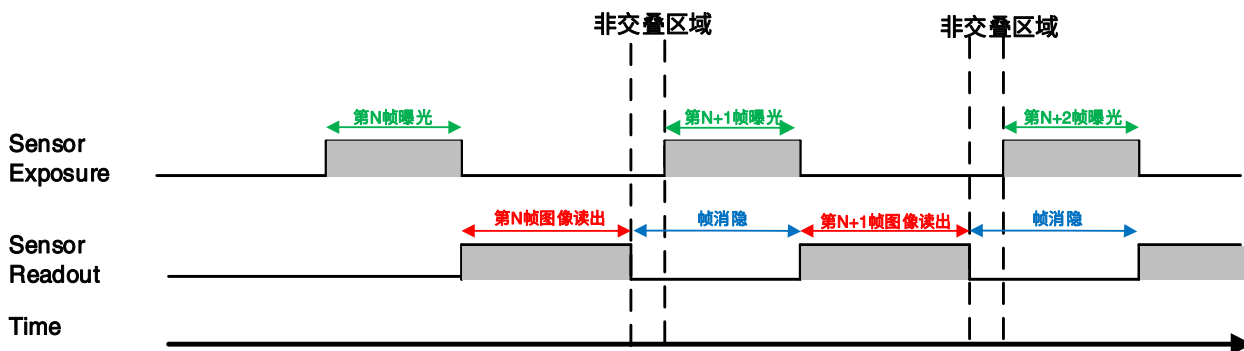 非交叠区域
非交叠区域
第N帧曝光
第N+1帧曝光
第N+2帧曝光
Sensor
Exposure
第N帧图像读出
帧消隐
第N+1帧图像读出
帧消隐
Sensor
Readout
Time